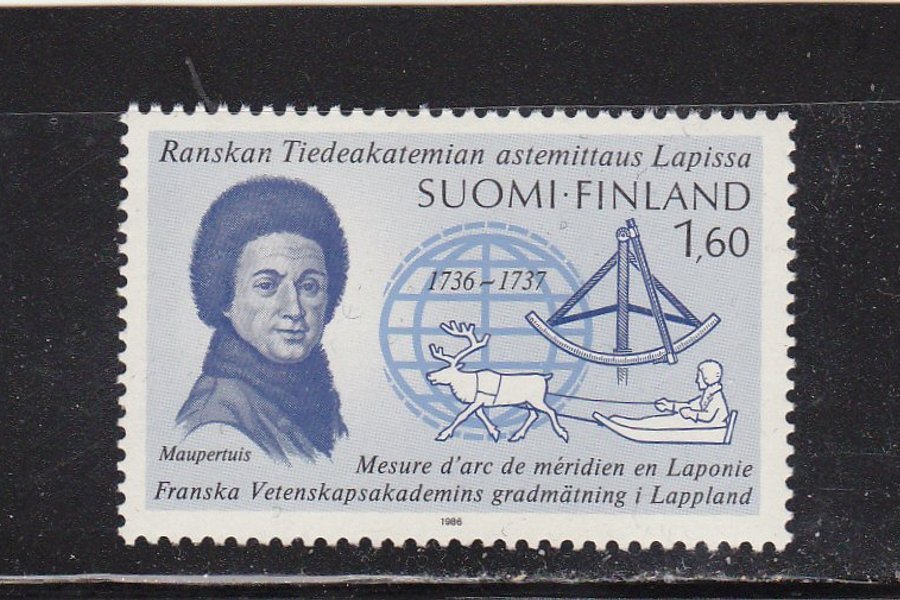 Ranskan Tiedeakatemian astemittaus Lapissa
SUOMI·FINLAND
1,60
1736~1737
Maupertuis
Mesure d'arc de méridien en Laponie
Franska Vetenskapsakademins gradmätning i Lappland
1986